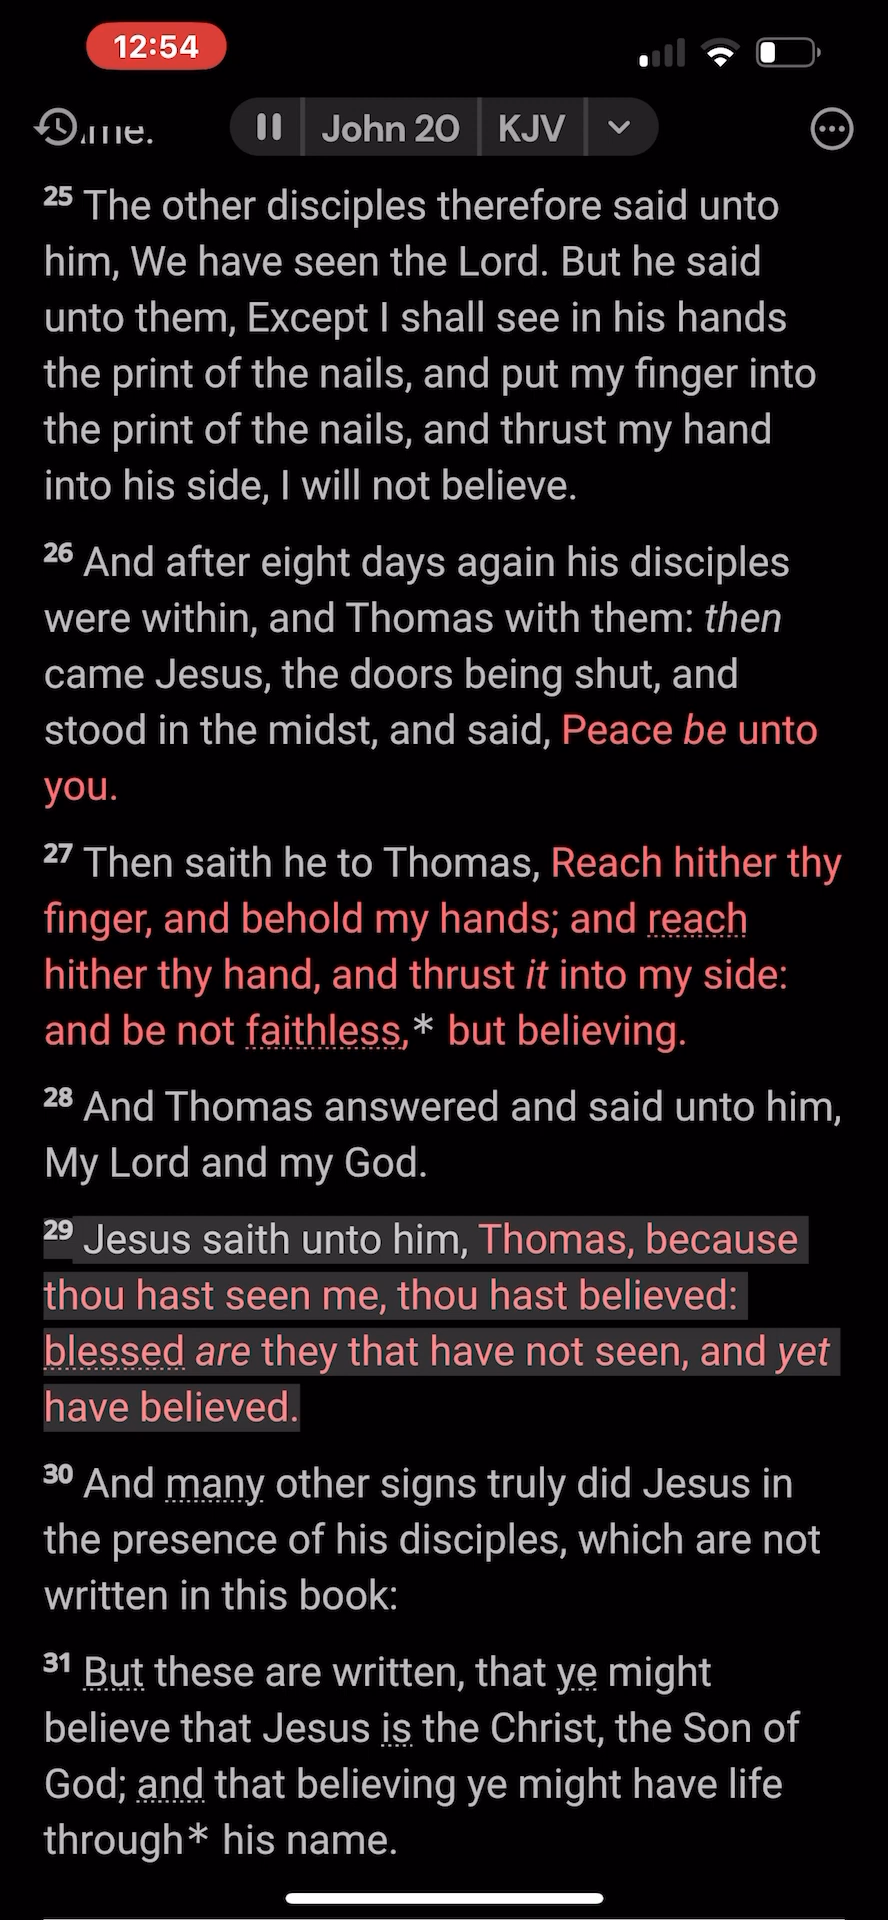 12:54
me.
John 20 KJV
25 The other disciples therefore said unto
him, We have seen the Lord. But he said
unto them, Except I shall see in his hands
the print of the nails, and put my finger into
the print of the nails, and thrust my hand
into his side, I will not believe.
26 And after eight days again his disciples
were within, and Thomas with them: then
came Jesus, the doors being shut, and
stood in the midst, and said, Peace be unto
you.
27 Then saith he to Thomas, Reach hither thy
finger, and behold my hands; and reach
hither thy hand, and thrust it into my side:
and be not faithless,* but believing.
28 And Thomas answered and said unto him,
My Lord and my God.
29 Jesus saith unto him, Thomas, because
thou hast seen me, thou hast believed:
blessed are they that have not seen, and yet
have believed.
30 And many other signs truly did Jesus in
the presence of his disciples, which are not
written in this book:
31 But these are written, that ye might
believe that Jesus is the Christ, the Son of
God; and that believing ye might have life
through* his name.